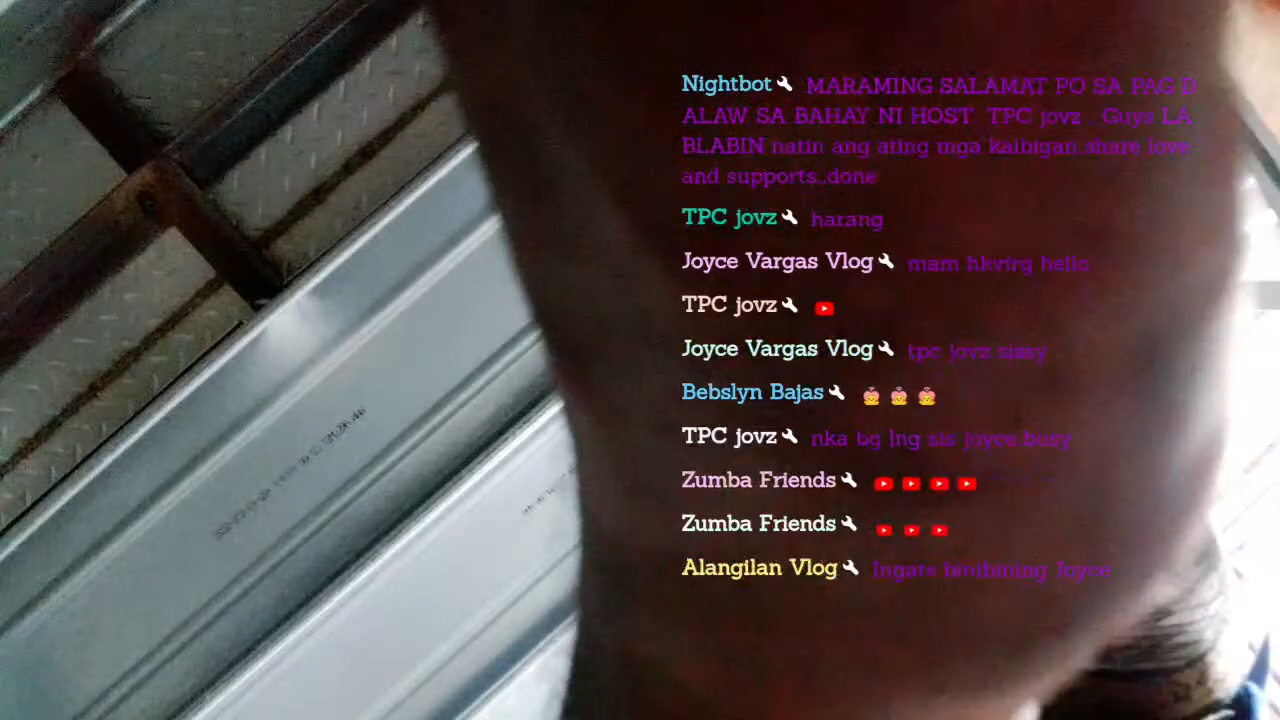 Nightbot MARAMING SALAMAT PO SA PAG D
ALAW SA BAHAY NI HOST TPC jovz . Guys LA
BLABIN natin ang ating mga kaibigan..share love
and supports..done
TPC jovz harang
Joyce Vargas Vlog mam hkvirg hello
TPC jovz
Joyce Vargas Vlog tpc jovz sissy
Bebslyn Bajas
TPC jovz nka bg lng sis joyce.busy
Zumba Friends
Zumba Friends
Alangilan Vlog Ingats binibining Joyce